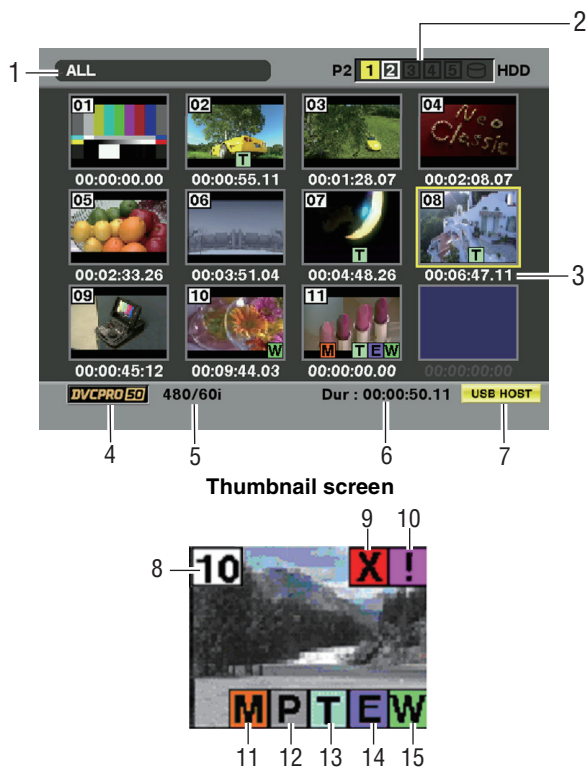 2
1 ALL P2 1 2 3 4 5 HDD
01 02 03 04
Neo Classic
T
00:00:00.00 00:00:55.11 00:01:28.07 00:02:08.07
05 06 07 08
T T
00:02:33.26 00:03:51.04 00:04:48.26 00:06:47.11 3
09 10 11
W M T E W
00:00:45:12 00:09:44.03 00:00:00.00 00:00:00:00
DVCPRO 50 480/60i Dur : 00:00:50.11 USB HOST
4 5 6 7
Thumbnail screen
9 10
8 10 X !
M P T E W
11 12 13 14 15